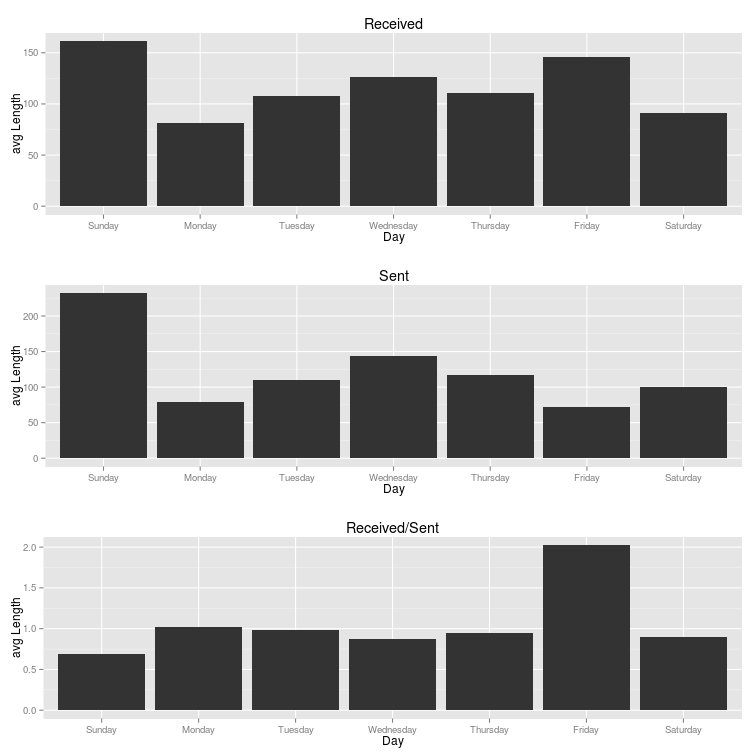 Received
avg Length
150
100
50
0
Sunday Monday Tuesday Wednesday Thursday Friday Saturday
Day
Sent
avg Length
200
150
100
50
0
Sunday Monday Tuesday Wednesday Thursday Friday Saturday
Day
Received/Sent
avg Length
2.0
1.5
1.0
0.5
0.0
Sunday Monday Tuesday Wednesday Thursday Friday Saturday
Day